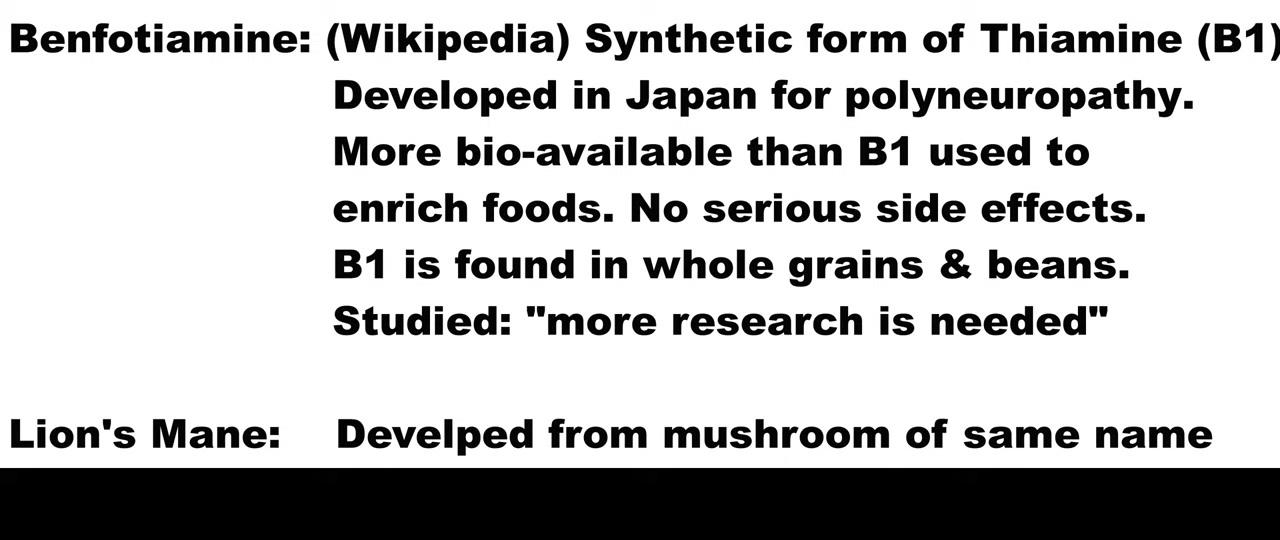 Benfotiamine: (Wikipedia) Synthetic form of Thiamine (B1)
Developed in Japan for polyneuropathy.
More bio-available than B1 used to
enrich foods. No serious side effects.
B1 is found in whole grains & beans.
Studied: "more research is needed"
Lion's Mane: Develped from mushroom of same name